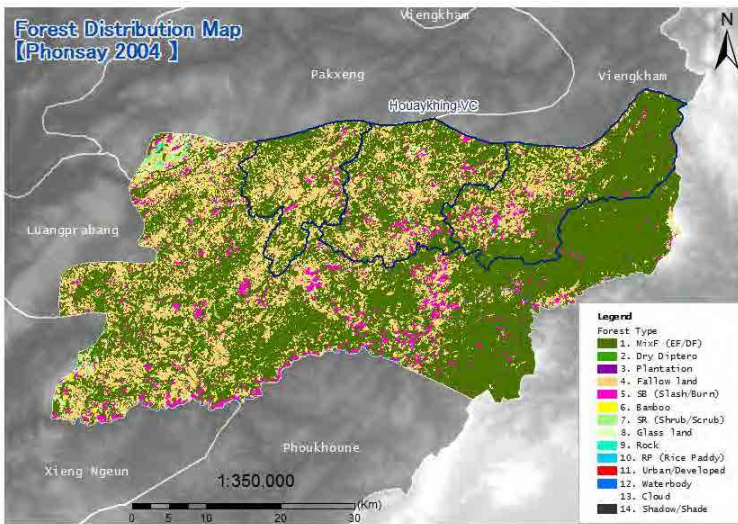 Forest Distribution Map
【Phonsay 2004 】
Viengkham
N
Pakxeng
Viengkham
Houaykhing.VC
Luangprabang
Legend
Forest Type
1. MixF (EF/DF)
2. Dry Diptero
3. Plantation
4. Fallow land
5. SB (Slash/Burn)
6. Bamboo
7. SR (Shrub/Scrub)
8. Glass land
9. Rock
10. RP (Rice Paddy)
11. Urban/Developed
12. Waterbody
13. Cloud
14. Shadow/Shade
Phoukhoune
Xieng Ngeun
1:350,000
(Km)
0 5 10 20 30